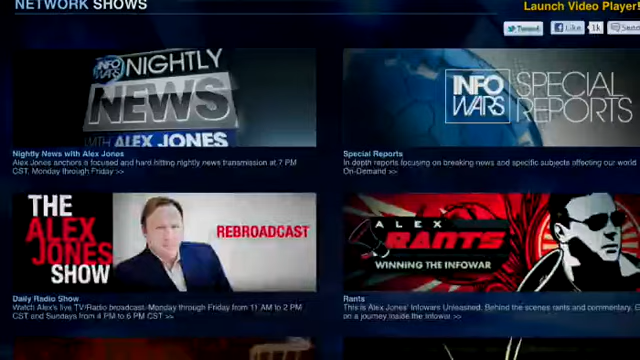 NETWORK SHOWS
Launch Video Player!
Tweet
Like
1k
Send
INFO WARS NIGHTLY NEWS WITH ALEX JONES
INFO WARS SPECIAL REPORTS
Nightly News with Alex Jones
Alex Jones anchors a focused and hard hitting nightly news transmission at 7 PM
CST, Monday through Friday >>
Special Reports
In depth reports focusing on breaking news and specific subjects affecting our world
On-Demand >>
THE
ALEX
JONES
SHOW
REBROADCAST
ALEX
RANTS
WINNING THE INFOWAR
Daily Radio Show
Watch Alex's live TV/Radio broadcast-Monday through Friday from 11 AM to 2 PM
CST and Sundays from 4 PM to 6 PM CST >>
Rants
This is Alex Jones' Infowars Unleashed. Behind the scenes rants and commentary.
on a journey inside the Infowar >>